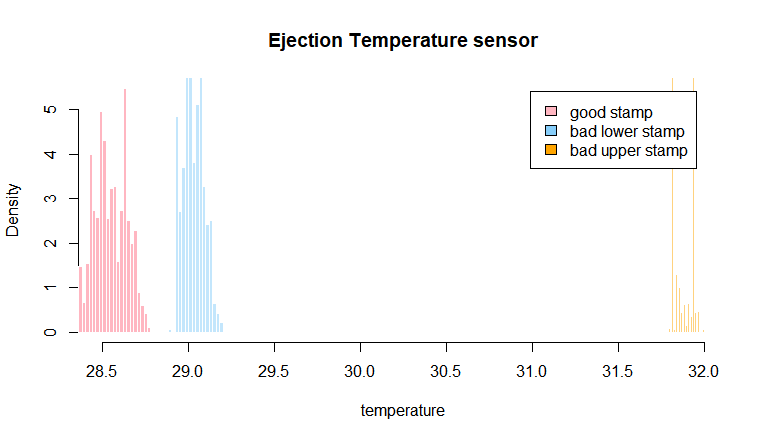 Ejection Temperature sensor
good stamp
bad lower stamp
bad upper stamp
Density
5
4
3
2
1
0
28.5 29.0 29.5 30.0 30.5 31.0 31.5 32.0
temperature